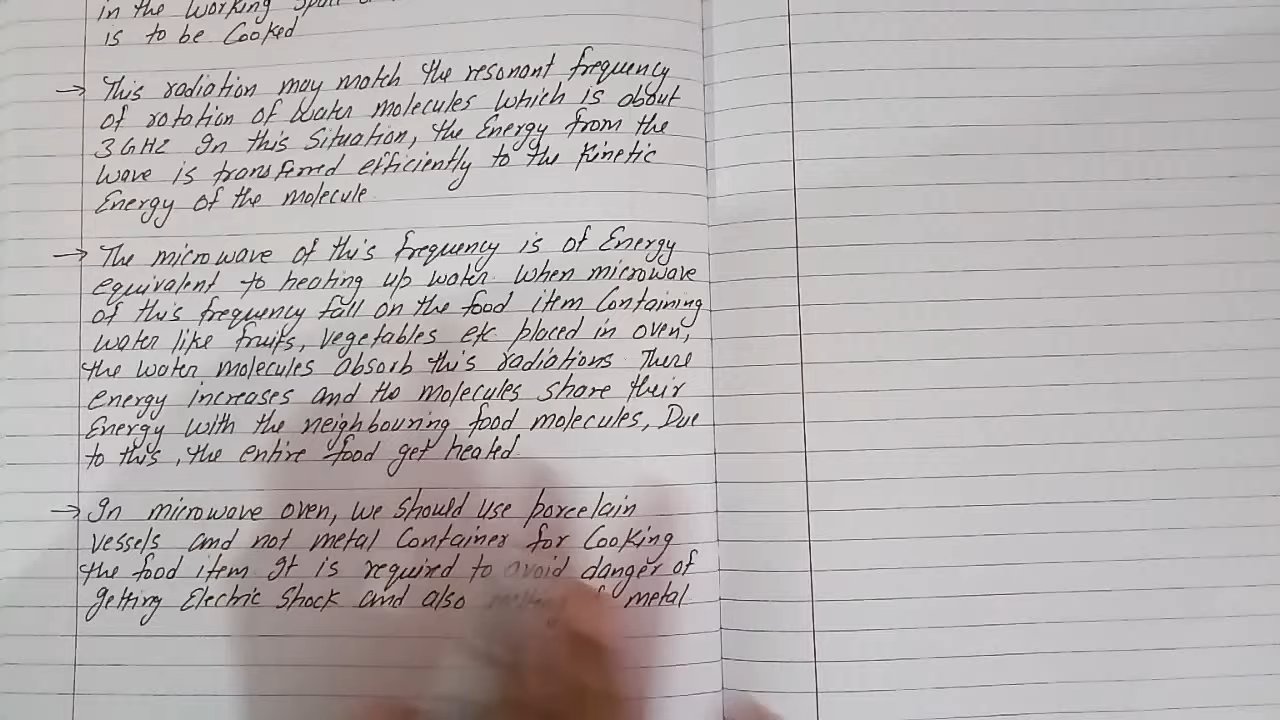 in the Working
is to be Cooked
→ This radiation may match the resonant frequency
of rotation of water molecules which is about
3GHz In this Situation, the Energy from the
wave is transferred efficiently to the Kinetic
Energy of the molecule.
→ The microwave of this frequency is of Energy
equivalent to heating up water. When microwave
of this frequency fall on the food item Containing
water like fruits, vegetables etc placed in oven,
the water molecules absorb this radiations. There
energy increases and the molecules share their
Energy with the neighbouring food molecules, Due
to this, the entire food get heated.
→ In microwave oven, we should use porcelain
vessels and not metal Container for Cooking
the food item. It is required to avoid danger of
getting Electric Shock and also metal